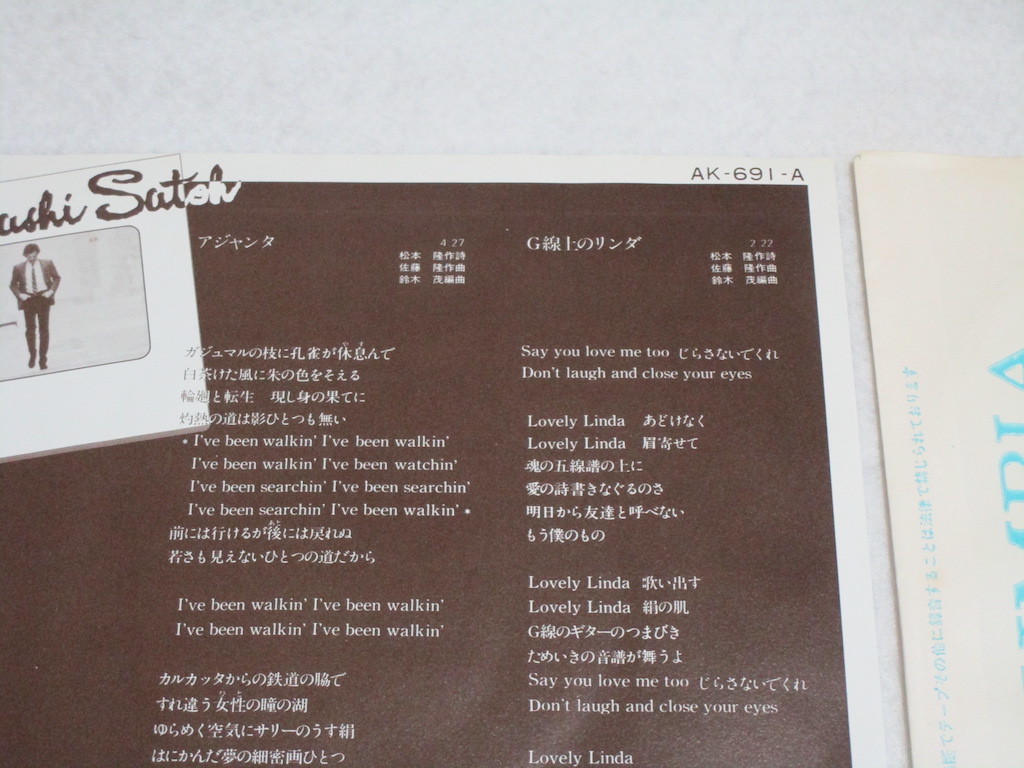 ashi Satoh
AK-691-A
アジャンタ
4.27
松本 隆作詩
佐藤 隆作曲
鈴木 茂編曲
ガジュマルの枝に孔雀が休息んで
白茶けた風に朱の色をそえる
輪廻と転生 現し身の果てに
灼熱の道は影ひとつも無い
* I've been walkin' I've been walkin'
I've been walkin' I've been watchin'
I've been searchin' I've been searchin'
I've been searchin' I've been walkin' *
前には行けるが後には戻れぬ
若さも見えないひとつの道だから
I've been walkin' I've been walkin'
I've been walkin' I've been walkin'
カルカッタからの鉄道の脇で
すれ違う女性の瞳の湖
ゆらめく空気にサリーのうす絹
はにかんだ夢の細密画ひとつ
G線上のリンダ
2 22
松本 隆作詩
佐藤 隆作曲
鈴木 茂編曲
Say you love me too じらさないでくれ
Don't laugh and close your eyes
Lovely Linda あどけなく
Lovely Linda 眉寄せて
魂の五線譜の上に
愛の詩書きなぐるのさ
明日から友達と呼べない
もう僕のもの
Lovely Linda 歌い出す
Lovely Linda 絹の肌
G線のギターのつまびき
ためいきの音譜が舞うよ
Say you love me too じらさないでくれ
Don't laugh and close your eyes
Lovely Linda